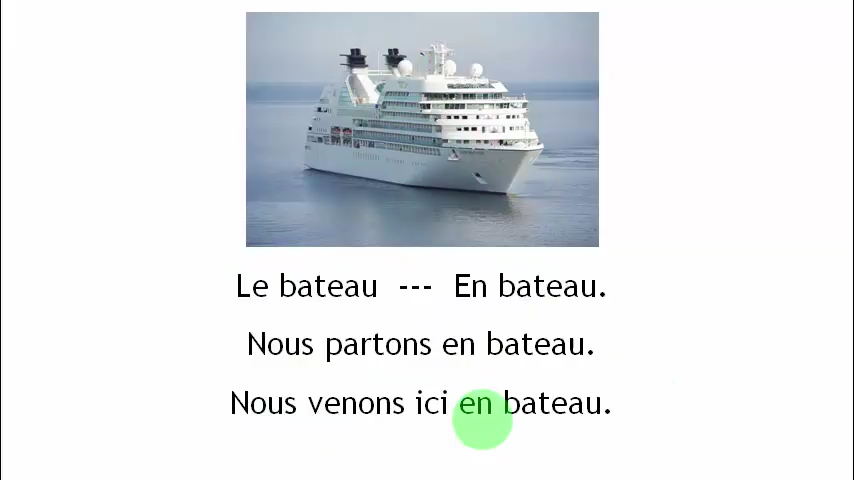 Le bateau --- En bateau.
Nous partons en bateau.
Nous venons ici en bateau.